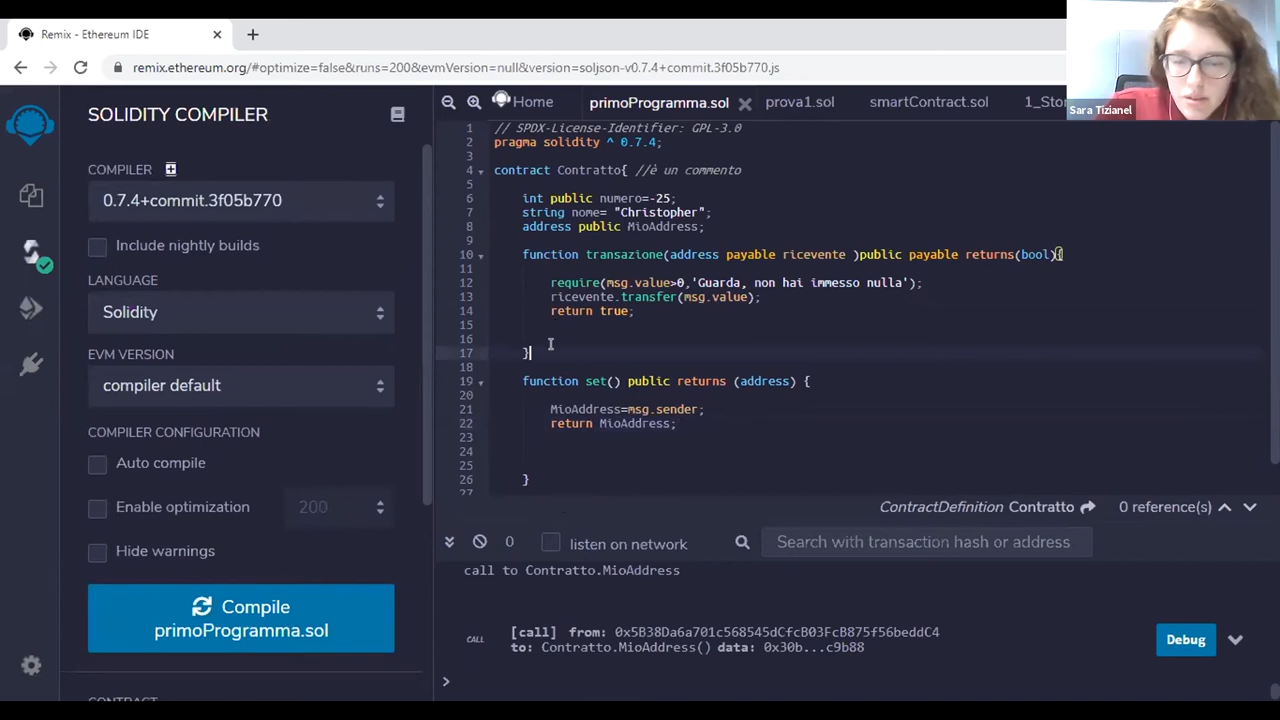 Remix - Ethereum IDE
remix.ethereum.org/#optimize=false&runs=200&evmVersion=null&version=soljson-v0.7.4+commit.3f05b770.js
Sara Tizianel
SOLIDITY COMPILER
COMPILER
0.7.4+commit.3f05b770
Include nightly builds
LANGUAGE
Solidity
EVM VERSION
compiler default
COMPILER CONFIGURATION
Auto compile
Enable optimization 200
Hide warnings
Compile
primoProgramma.sol
Home primoProgramma.sol prova1.sol smartContract.sol 1_Stor
1 // SPDX-License-Identifier: GPL-3.0
2 pragma solidity ^ 0.7.4;
3
4 contract Contratto{ //è un commento
5
6 int public numero=-25;
7 string nome= "Christopher";
8 address public MioAddress;
9
10 function transazione(address payable ricevente )public payable returns(bool){
11
12 require(msg.value>0,'Guarda, non hai immesso nulla');
13 ricevente.transfer(msg.value);
14 return true;
15
16
17 }
18
19 function set() public returns (address) {
20
21 MioAddress=msg.sender;
22 return MioAddress;
23
24
25
26 }
27
ContractDefinition Contratto 0 reference(s)
0 listen on network Search with transaction hash or address
call to Contratto.MioAddress
CALL [call] from: 0x5B38Da6a701c568545dCfcB03FcB875f56beddC4
to: Contratto.MioAddress() data: 0x30b...c9b88
Debug
>